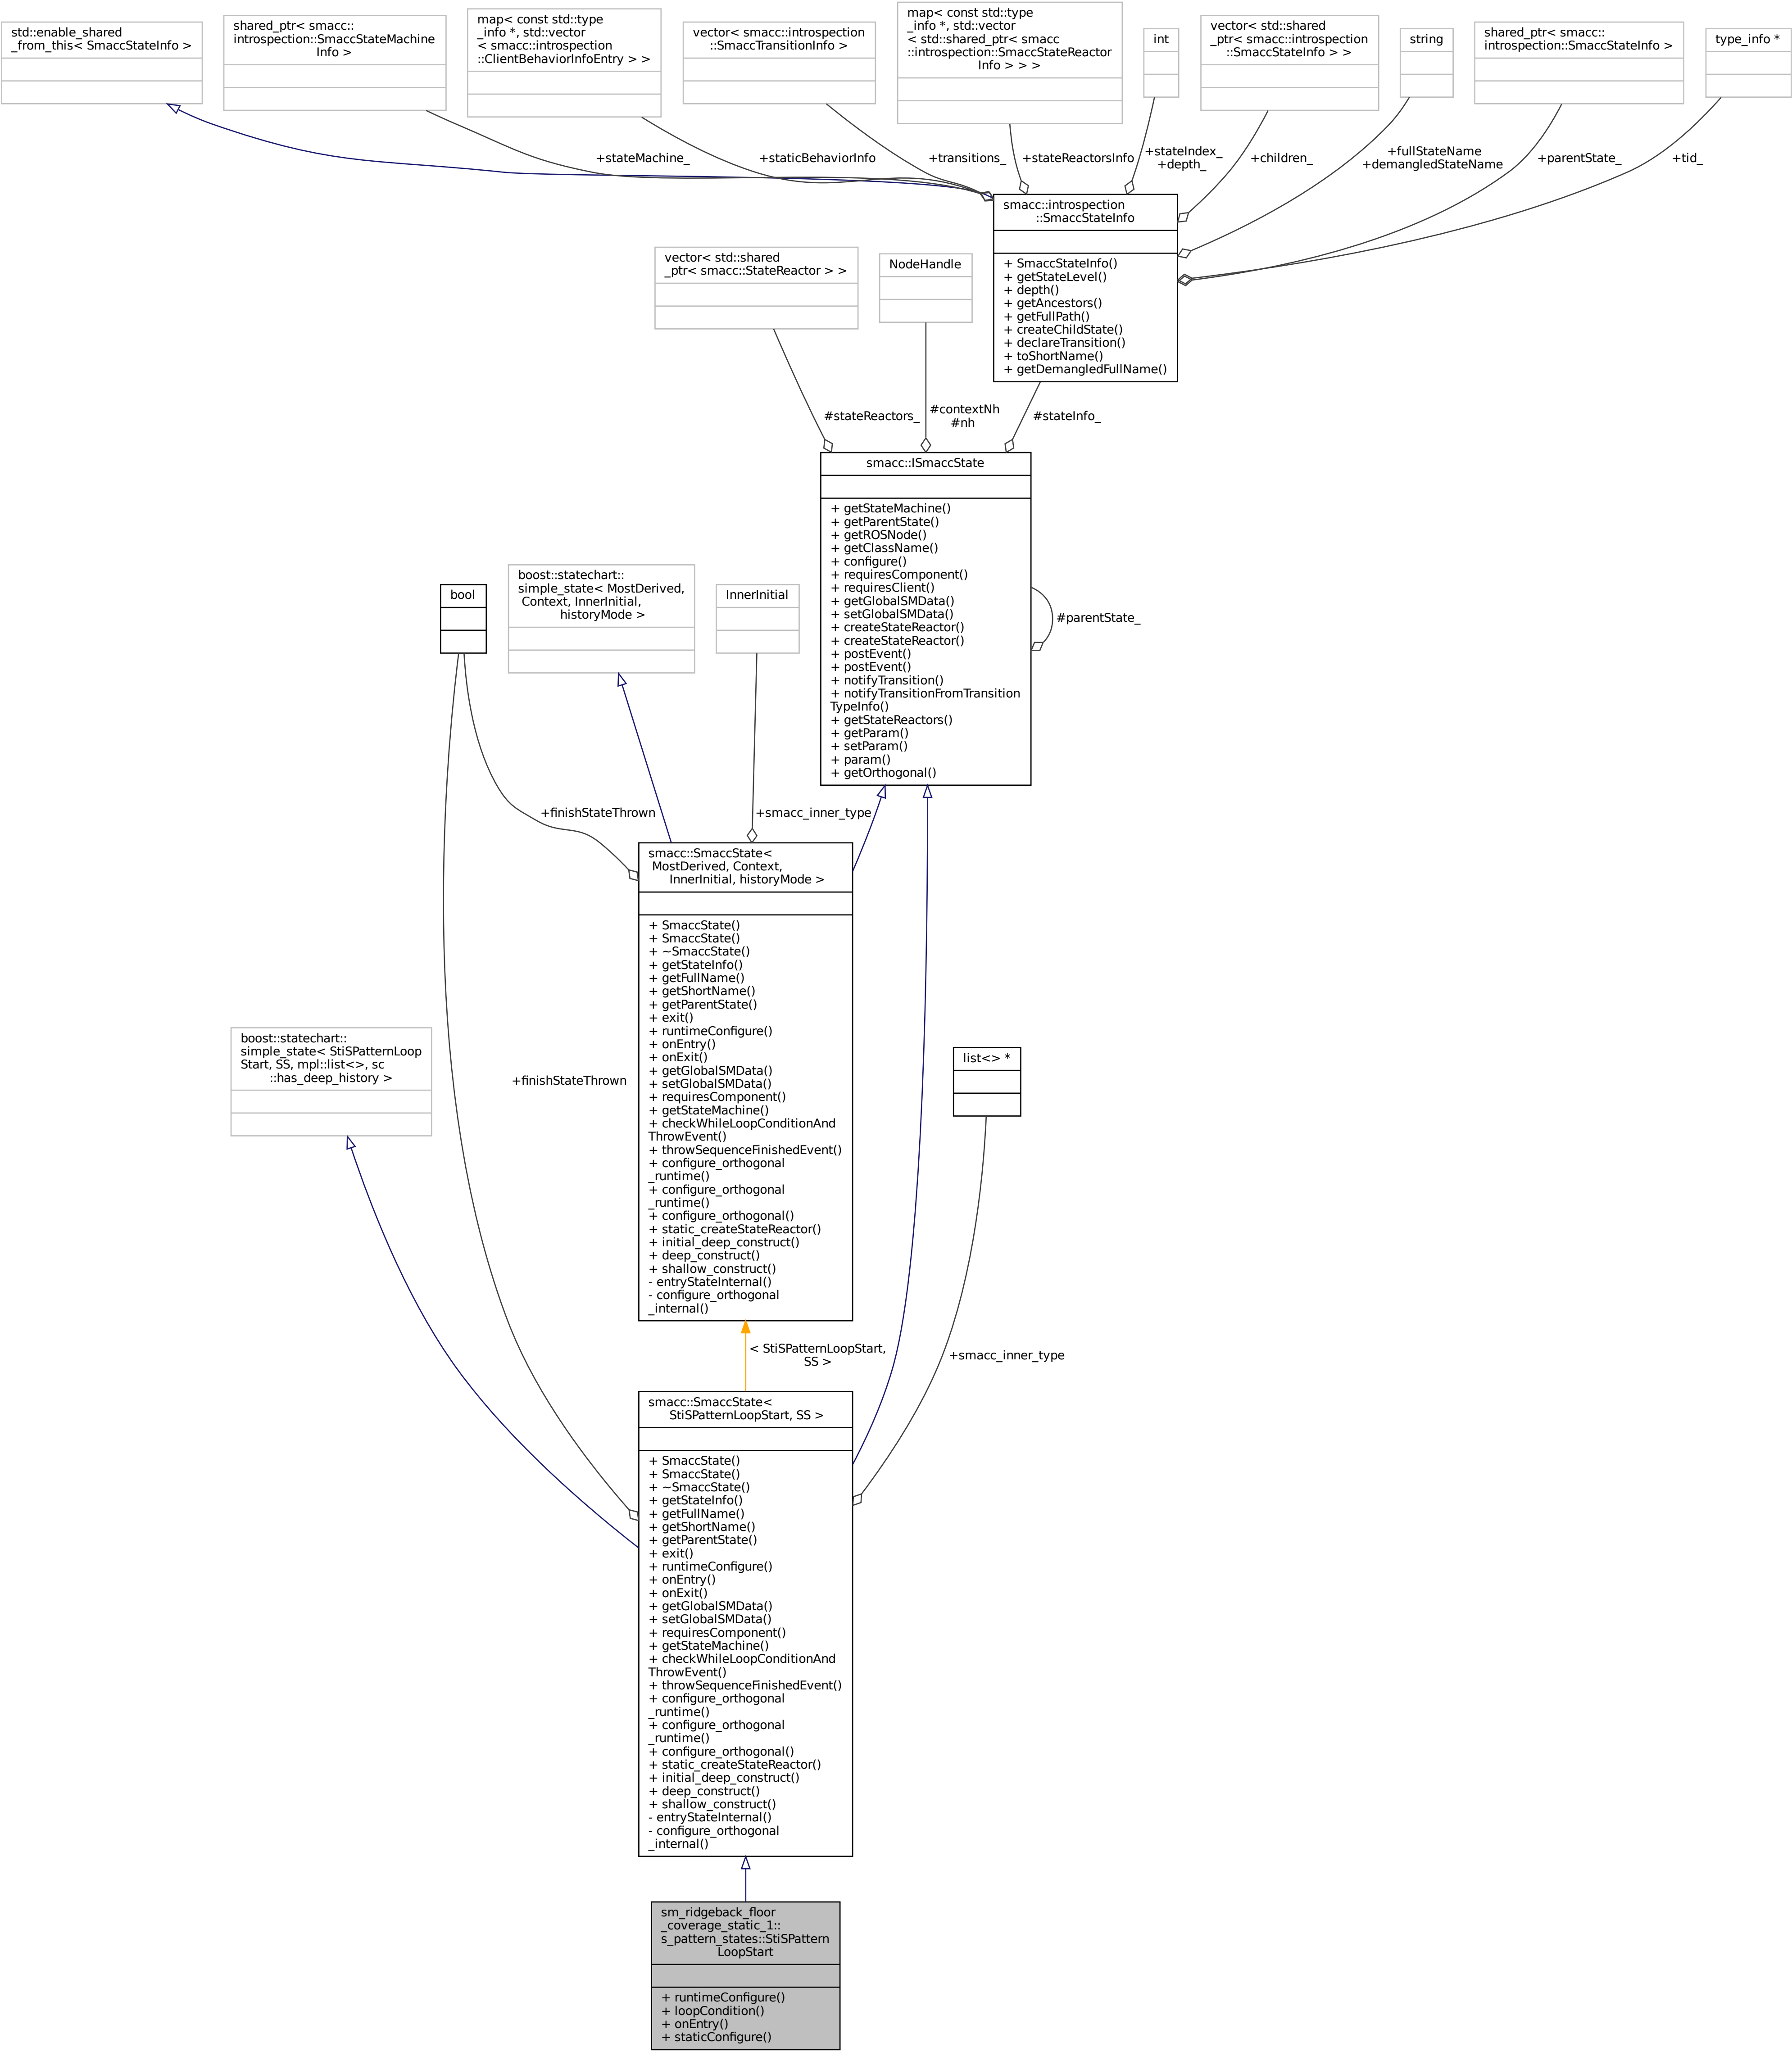 std::enable_shared
_from_this< SmaccStateInfo >
shared_ptr< smacc::
introspection::SmaccStateMachine
Info >
map< const std::type
_info *, std::vector
< smacc::introspection
::ClientBehaviorInfoEntry > >
vector< smacc::introspection
::SmaccTransitionInfo >
map< const std::type
_info *, std::vector
< std::shared_ptr< smacc
::introspection::SmaccStateReactor
Info > > >
int
vector< std::shared
_ptr< smacc::introspection
::SmaccStateInfo > >
string
shared_ptr< smacc::
introspection::SmaccStateInfo >
type_info *
+stateMachine_
+staticBehaviorInfo
+transitions_
+stateReactorsInfo
+stateIndex_
+depth_
+children_
+fullStateName
+demangledStateName
+parentState_
+tid_
smacc::introspection
::SmaccStateInfo
+ SmaccStateInfo()
+ getStateLevel()
+ depth()
+ getAncestors()
+ getFullPath()
+ createChildState()
+ declareTransition()
+ toShortName()
+ getDemangledFullName()
vector< std::shared
_ptr< smacc::StateReactor > >
NodeHandle
#stateReactors_
#contextNh
#nh
#stateInfo_
smacc::ISmaccState
+ getStateMachine()
+ getParentState()
+ getROSNode()
+ getClassName()
+ configure()
+ requiresComponent()
+ requiresClient()
+ getGlobalSMData()
+ setGlobalSMData()
+ createStateReactor()
+ createStateReactor()
+ postEvent()
+ postEvent()
+ notifyTransition()
+ notifyTransitionFromTransition
TypeInfo()
+ getStateReactors()
+ getParam()
+ setParam()
+ param()
+ getOrthogonal()
#parentState_
bool
boost::statechart::
simple_state< MostDerived,
Context, InnerInitial,
historyMode >
InnerInitial
+finishStateThrown
+smacc_inner_type
smacc::SmaccState<
MostDerived, Context,
InnerInitial, historyMode >
+ SmaccState()
+ SmaccState()
+ ~SmaccState()
+ getStateInfo()
+ getFullName()
+ getShortName()
+ getParentState()
+ exit()
+ runtimeConfigure()
+ onEntry()
+ onExit()
+ getGlobalSMData()
+ setGlobalSMData()
+ requiresComponent()
+ getStateMachine()
+ checkWhileLoopConditionAnd
ThrowEvent()
+ throwSequenceFinishedEvent()
+ configure_orthogonal
_runtime()
+ configure_orthogonal
_runtime()
+ configure_orthogonal()
+ static_createStateReactor()
+ initial_deep_construct()
+ deep_construct()
+ shallow_construct()
- entryStateInternal()
- configure_orthogonal
_internal()
boost::statechart::
simple_state< StiSPatternLoop
Start, SS, mpl::list<>, sc
::has_deep_history >
+finishStateThrown
list<> *
< StiSPatternLoopStart,
SS >
+smacc_inner_type
smacc::SmaccState<
StiSPatternLoopStart, SS >
+ SmaccState()
+ SmaccState()
+ ~SmaccState()
+ getStateInfo()
+ getFullName()
+ getShortName()
+ getParentState()
+ exit()
+ runtimeConfigure()
+ onEntry()
+ onExit()
+ getGlobalSMData()
+ setGlobalSMData()
+ requiresComponent()
+ getStateMachine()
+ checkWhileLoopConditionAnd
ThrowEvent()
+ throwSequenceFinishedEvent()
+ configure_orthogonal
_runtime()
+ configure_orthogonal
_runtime()
+ configure_orthogonal()
+ static_createStateReactor()
+ initial_deep_construct()
+ deep_construct()
+ shallow_construct()
- entryStateInternal()
- configure_orthogonal
_internal()
sm_ridgeback_floor
_coverage_static_1::
s_pattern_states::StiSPattern
LoopStart
+ runtimeConfigure()
+ loopCondition()
+ onEntry()
+ staticConfigure()